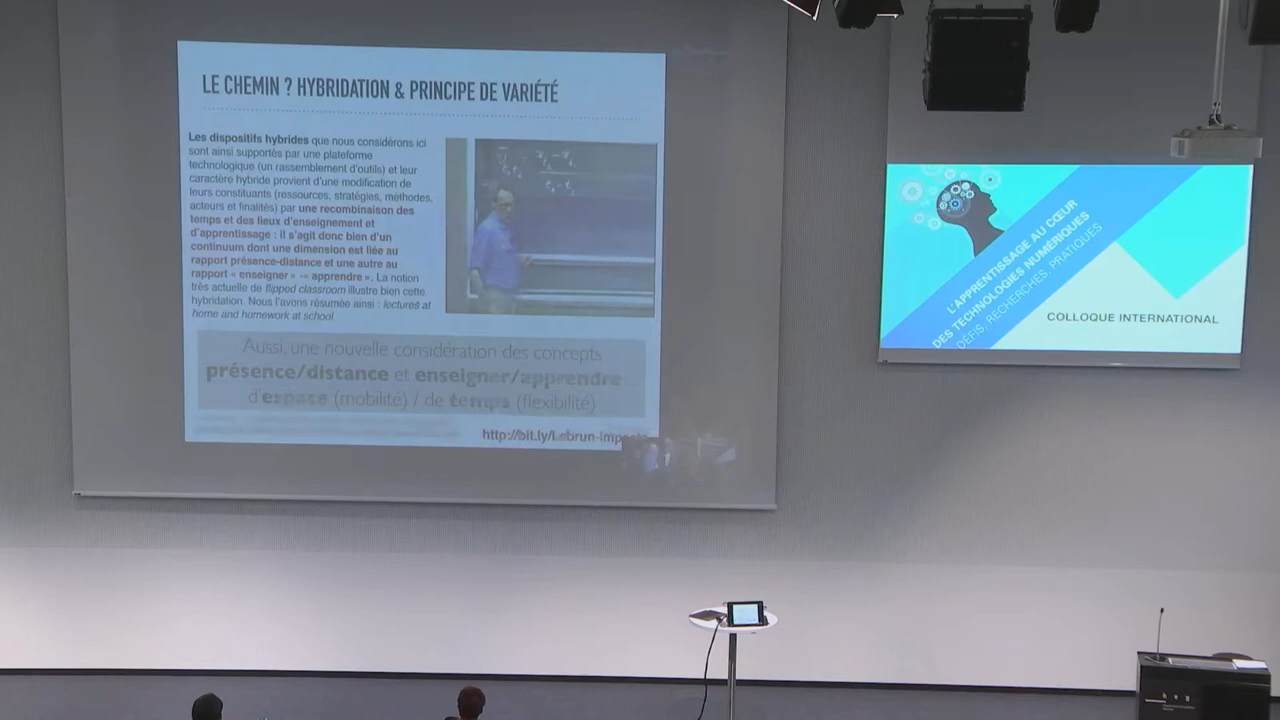 LE CHEMIN ? HYBRIDATION & PRINCIPE DE VARIÉTÉ
Les dispositifs hybrides que nous considérons ici
sont ainsi supportés par une plateforme
technologique (un rassemblement d'outils) et leur
caractère hybride provient d'une modification de
leurs constituants (ressources, stratégies, méthodes,
acteurs et finalités) par une recombinaison des
temps et des lieux d'enseignement et
d'apprentissage : il s'agit donc bien d'un
continuum dont une dimension est liée au
rapport présence-distance et une autre au
rapport « enseigner » -« apprendre ». La notion
très actuelle de flipped classroom illustre bien cette
hybridation. Nous l'avons résumée ainsi : lectures at
home and homework at school.
Aussi, une nouvelle considération des concepts
présence/distance et enseigner/apprendre
d'espace (mobilité) / de temps (flexibilité)
http://bit.ly/Lebrun-impacts
L'APPRENTISSAGE AU CŒUR
DES TECHNOLOGIES NUMÉRIQUES
DÉFIS, RECHERCHES, PRATIQUES
COLLOQUE INTERNATIONAL